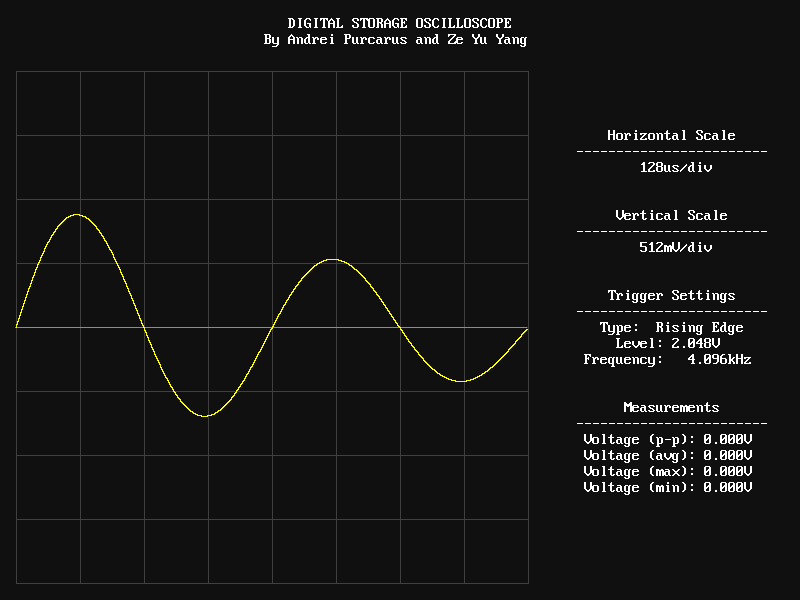 DIGITAL STORAGE OSCILLOSCOPE
By Andrei Purcarus and Ze Yu Yang
Horizontal Scale
------------------------
128us/div
Vertical Scale
------------------------
512mV/div
Trigger Settings
------------------------
Type:  Rising Edge
Level: 2.048V
Frequency:   4.096kHz
Measurements
------------------------
Voltage (p-p): 0.000V
Voltage (avg): 0.000V
Voltage (max): 0.000V
Voltage (min): 0.000V